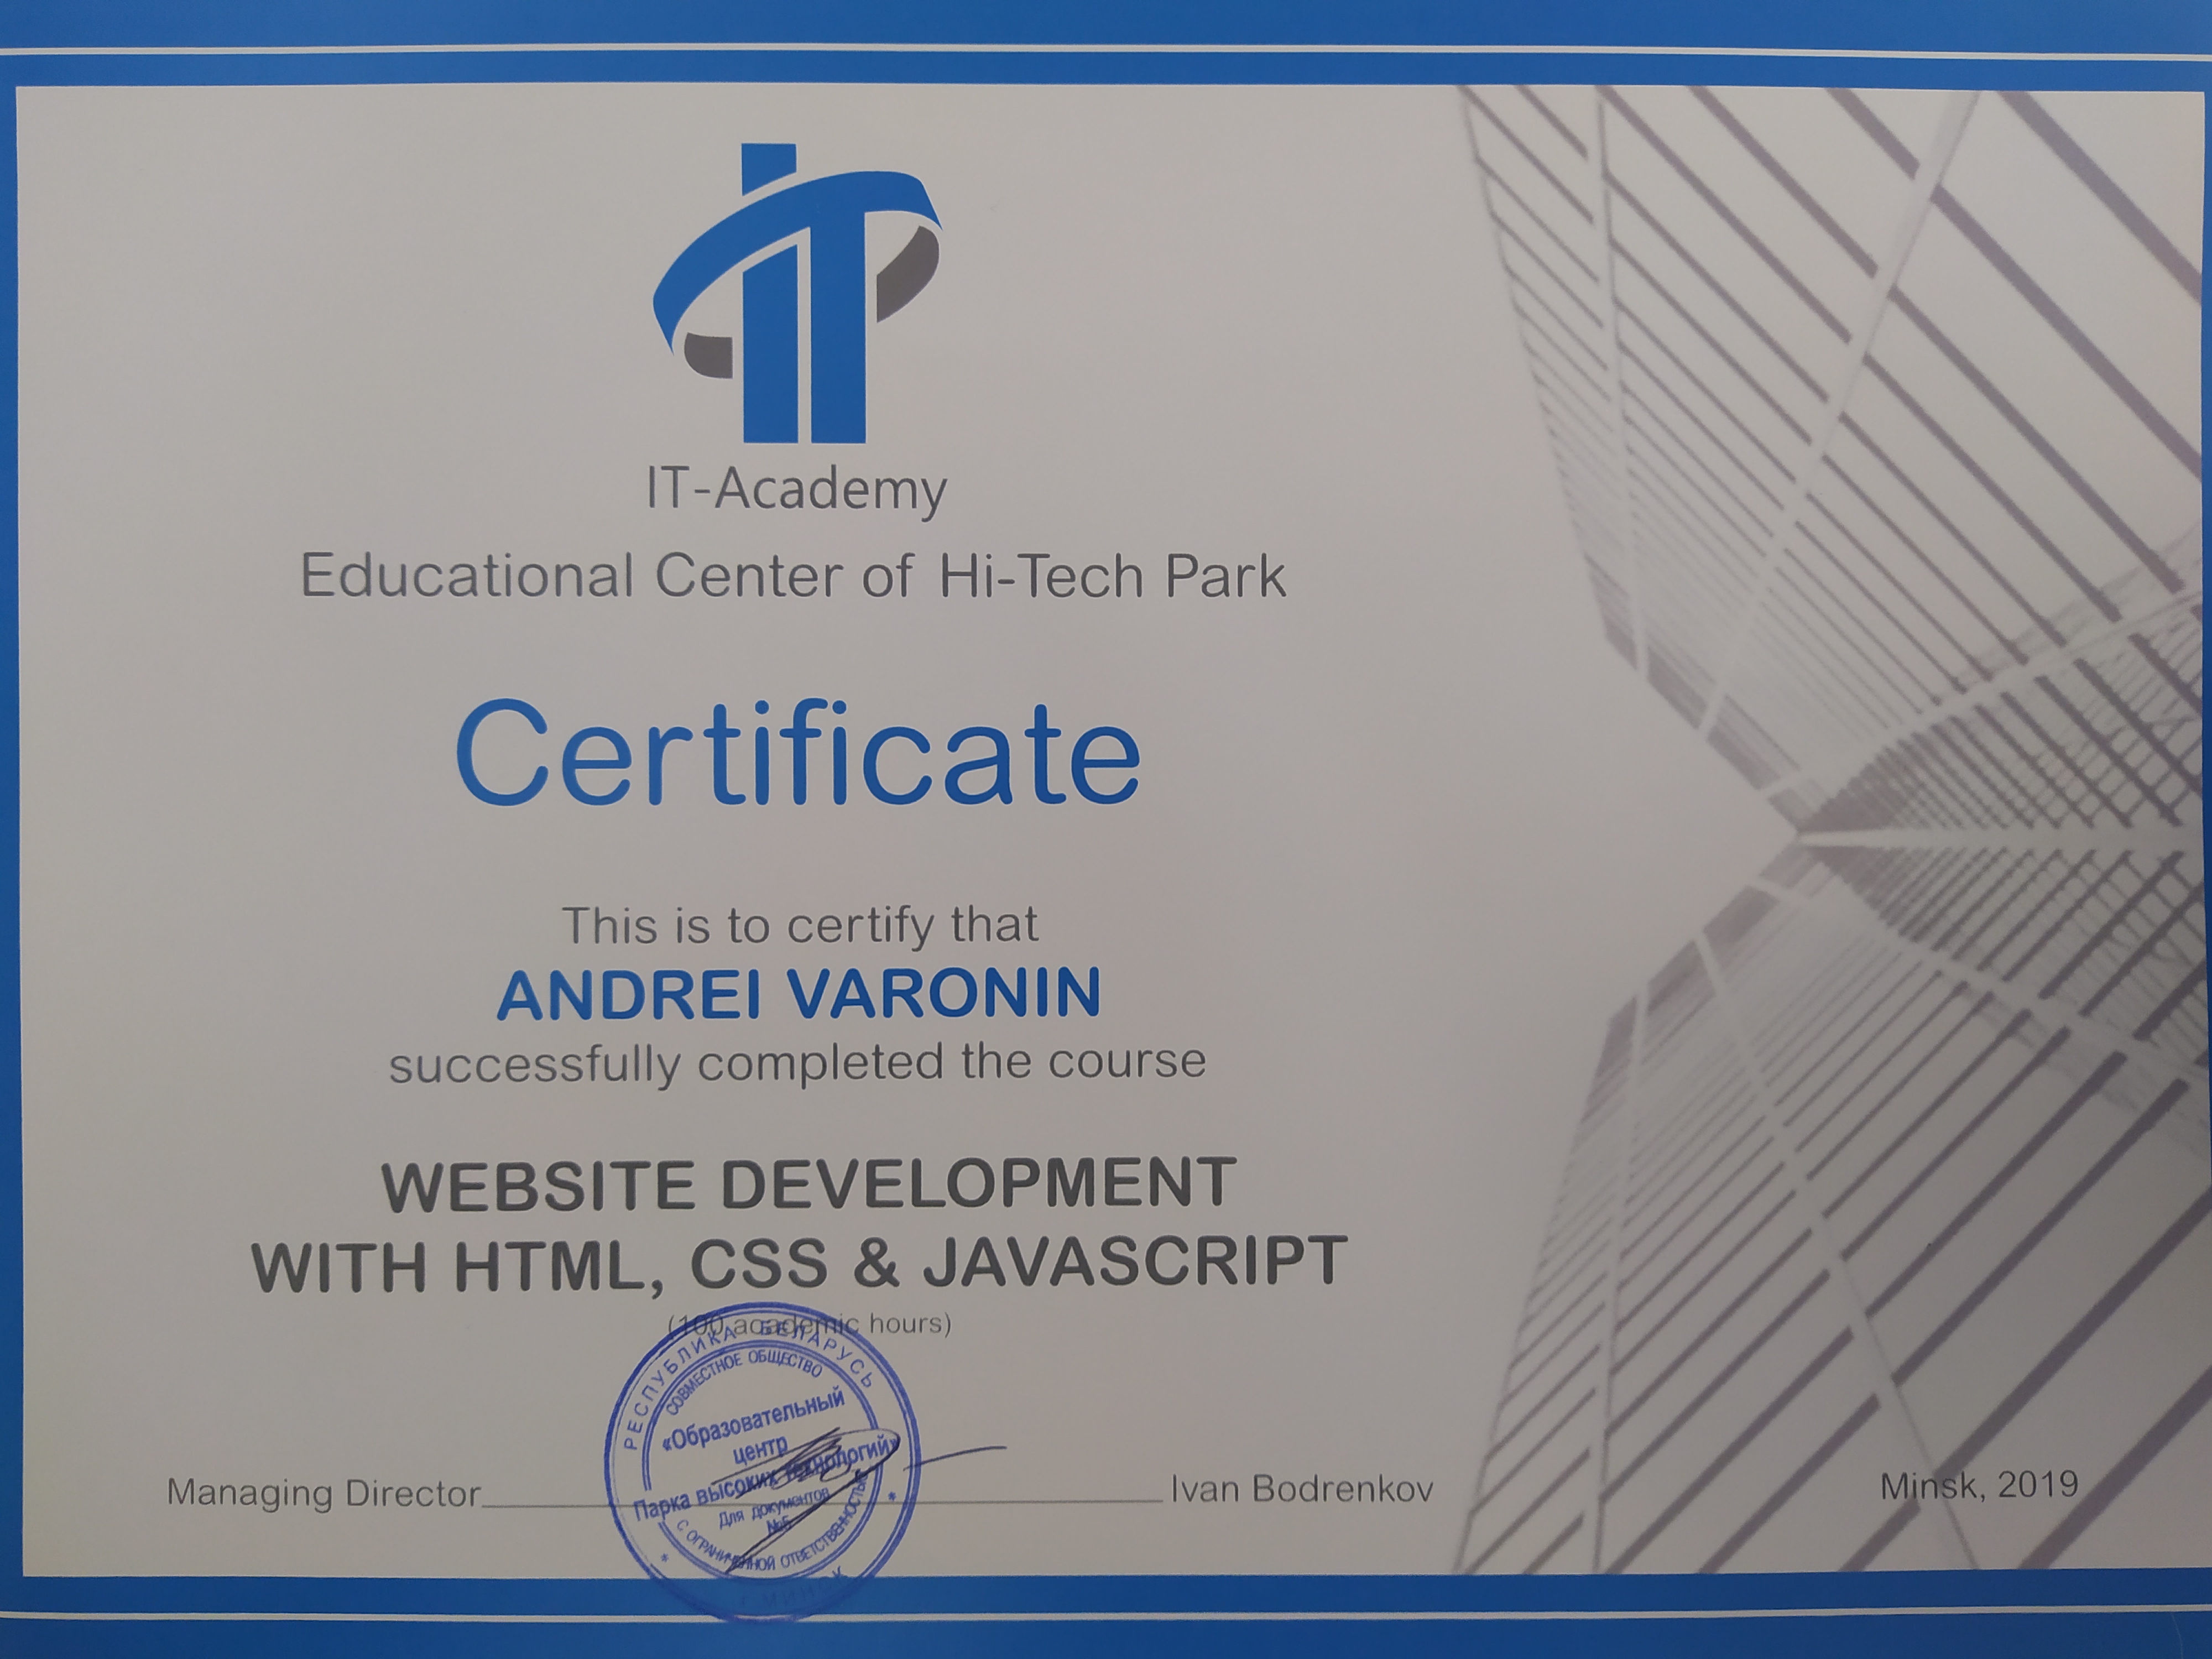 IT-Academy
Educational Center of Hi-Tech Park
Certificate
This is to certify that
ANDREI VARONIN
successfully completed the course
WEBSITE DEVELOPMENT
WITH HTML, CSS & JAVASCRIPT
(100 academic hours)
РЕСПУБЛИКА БЕЛАРУСЬ
СОВМЕСТНОЕ ОБЩЕСТВО
«Образовательный
центр
Парка высоких технологий»
Для документов
№5
С ОГРАНИЧЕННОЙ ОТВЕТСТВЕННОСТЬЮ
г. МИНСК
Managing Director Ivan Bodrenkov
Minsk, 2019